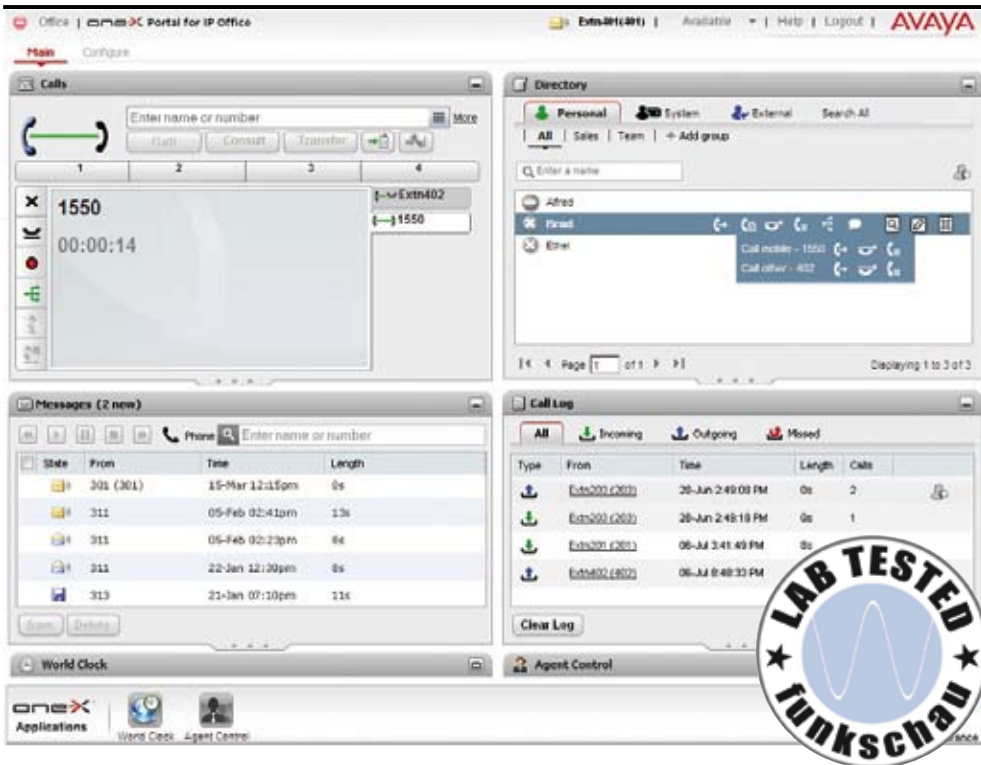 Office | one-X Portal for IP Office
Extn401(401) | Available | Help | Logout | AVAYA
Main Configure
Calls
Enter name or number More
Call Consult Transfer
1 2 3 4
1550
00:00:14
Extn402
1550
Directory
Personal System External Search All
All | Sales | Team | + Add group
Enter a name
Alfred
Ethel
Call mobile - 1550
Call other - 402
Page 1 of 1
Displaying 1 to 3 of 3
Messages (2 new)
Phone Enter name or number
State From Time Length
301 (301) 15-Mar 12:15pm 0s
311 05-Feb 02:41pm 13s
311 05-Feb 02:23pm
311 22-Jan 12:30pm
313 21-Jan 07:10pm 11s
Save Delete
Call Log
All Incoming Outgoing Missed
Type From Time Length Calls
Extn203 (203) 28-Jun 2:49:08 PM 0s 2
Extn203 (203) 28-Jun 2:49:18 PM 0s 1
Extn201 (201) 06-Jul 3:41:49 PM 8s
Extn402 (402) 06-Jul 8:48:33 PM
Clear Log
World Clock
Agent Control
one-X
Applications
World Clock Agent Control
LAB TESTED
funkschau